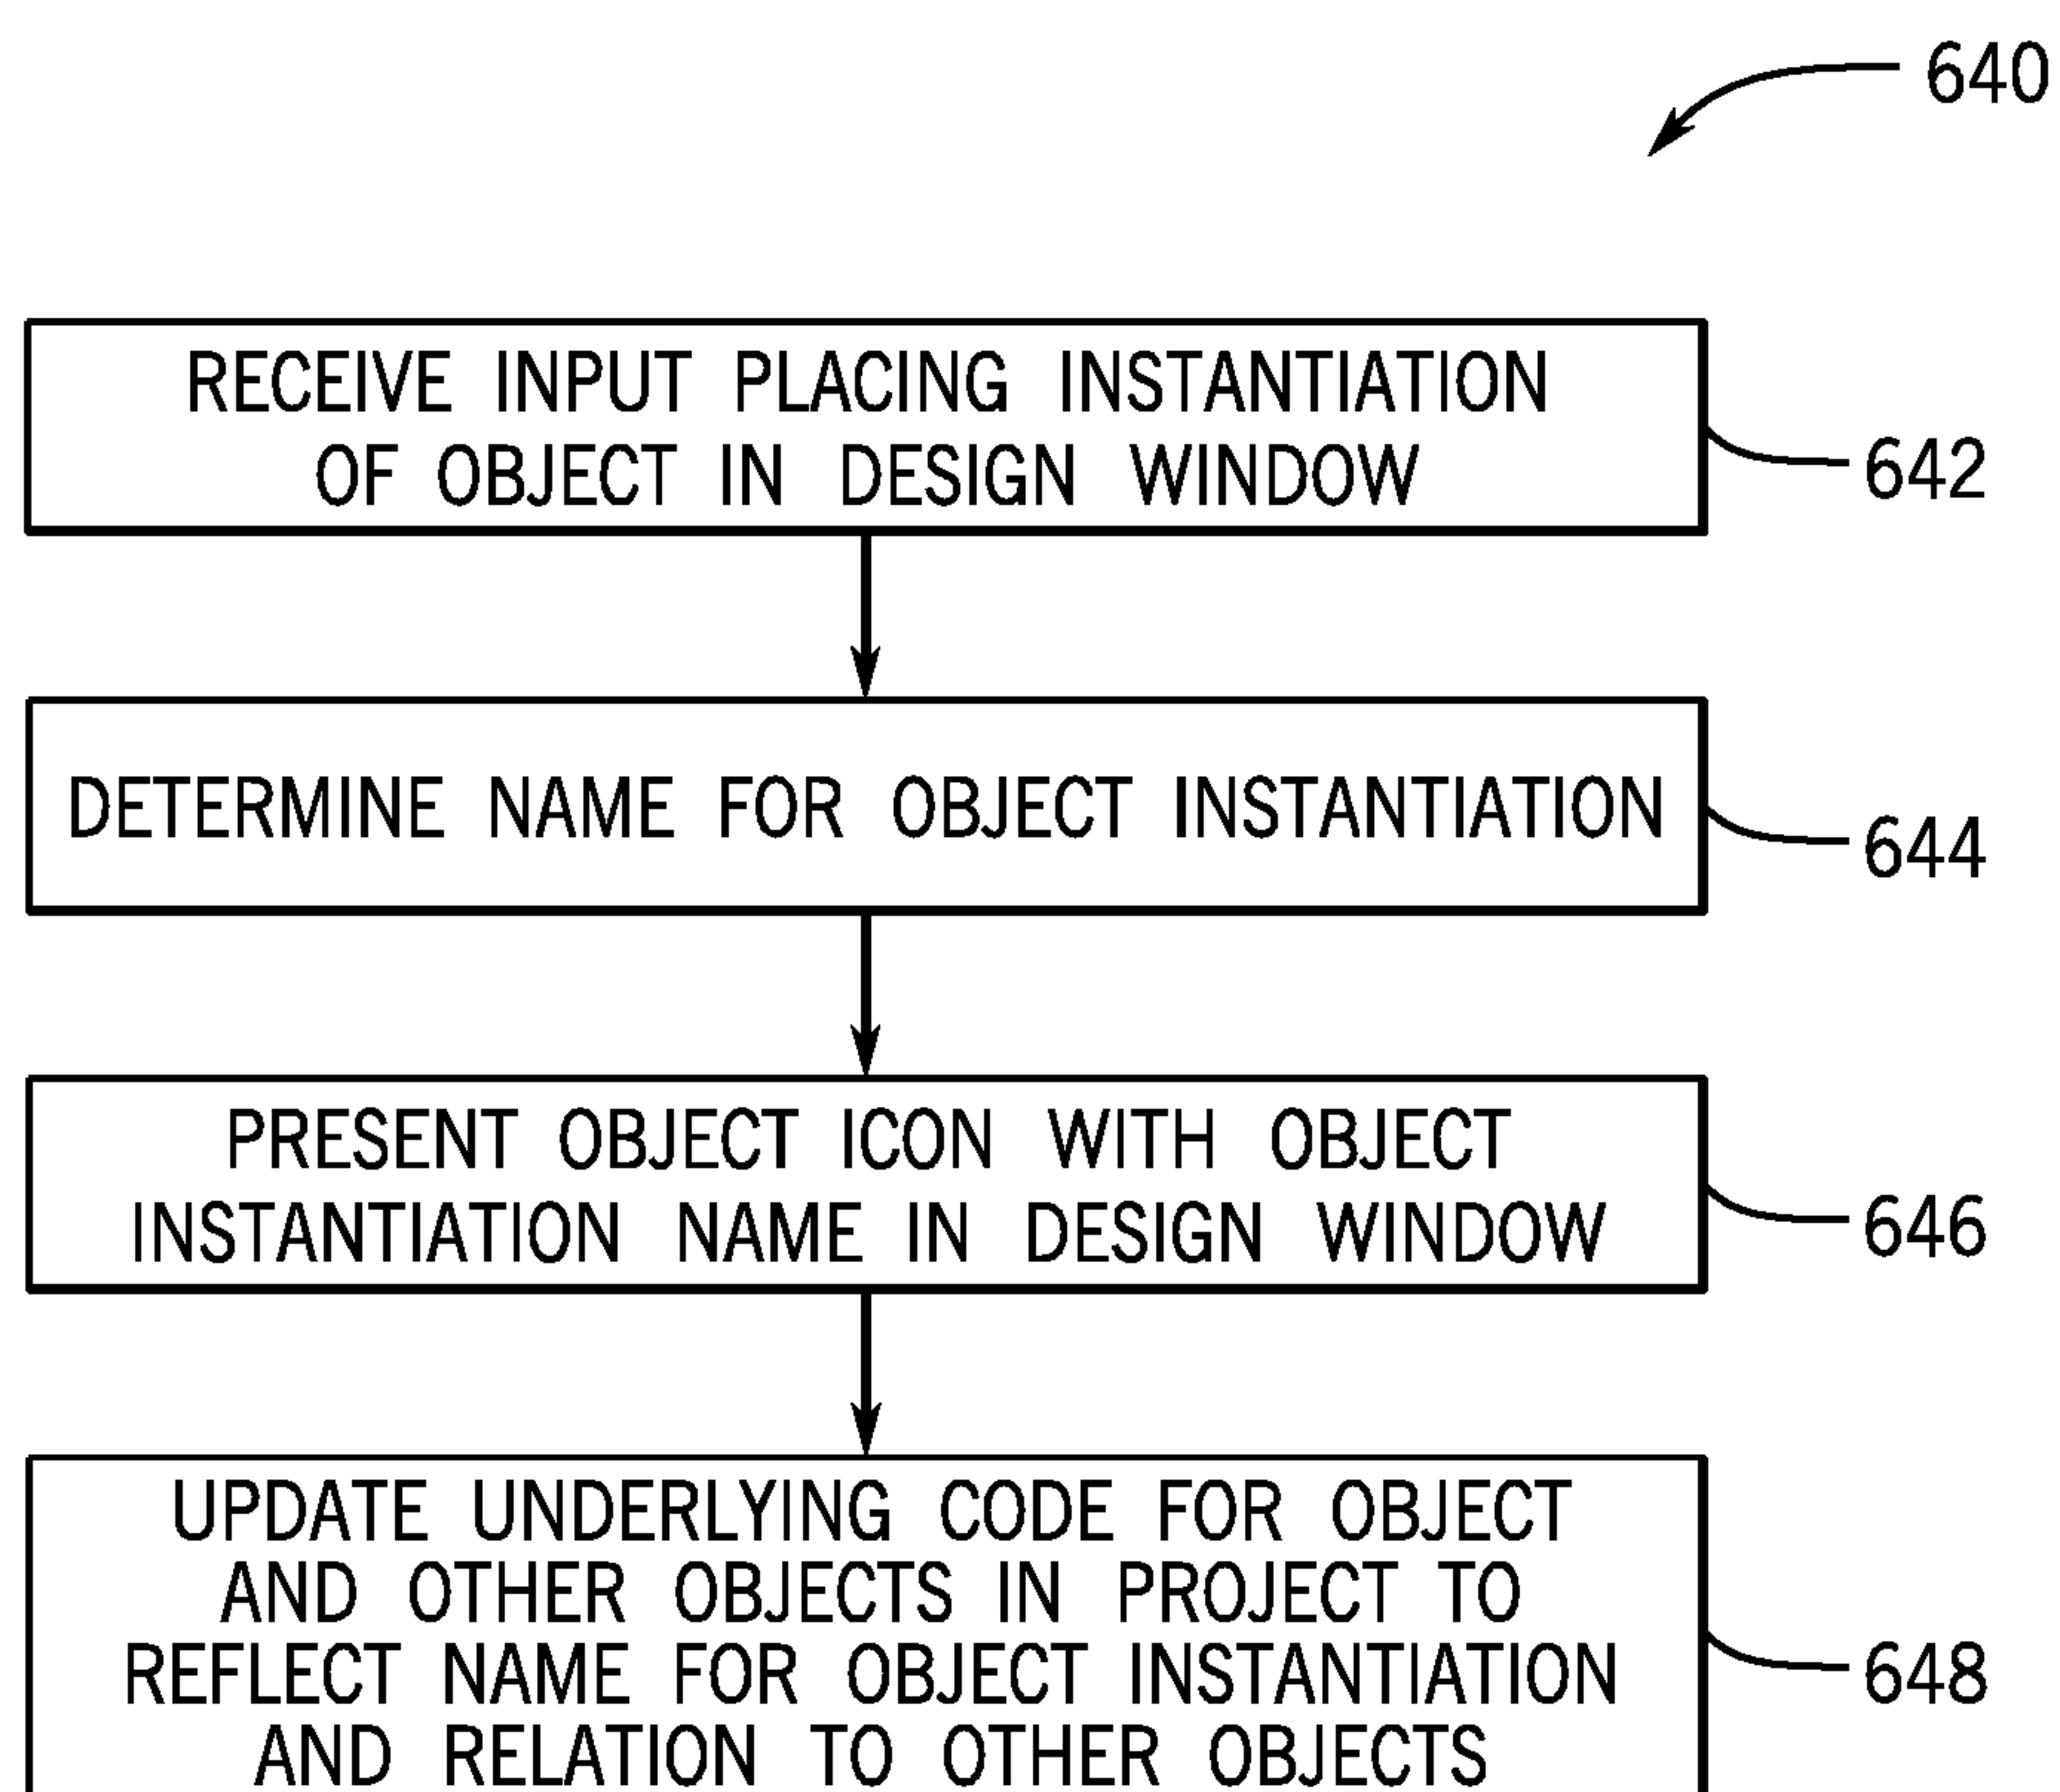 640
RECEIVE INPUT PLACING INSTANTIATION
OF OBJECT IN DESIGN WINDOW
642
DETERMINE NAME FOR OBJECT INSTANTIATION
644
PRESENT OBJECT ICON WITH OBJECT
INSTANTIATION NAME IN DESIGN WINDOW
646
UPDATE UNDERLYING CODE FOR OBJECT
AND OTHER OBJECTS IN PROJECT TO
REFLECT NAME FOR OBJECT INSTANTIATION
AND RELATION TO OTHER OBJECTS
648